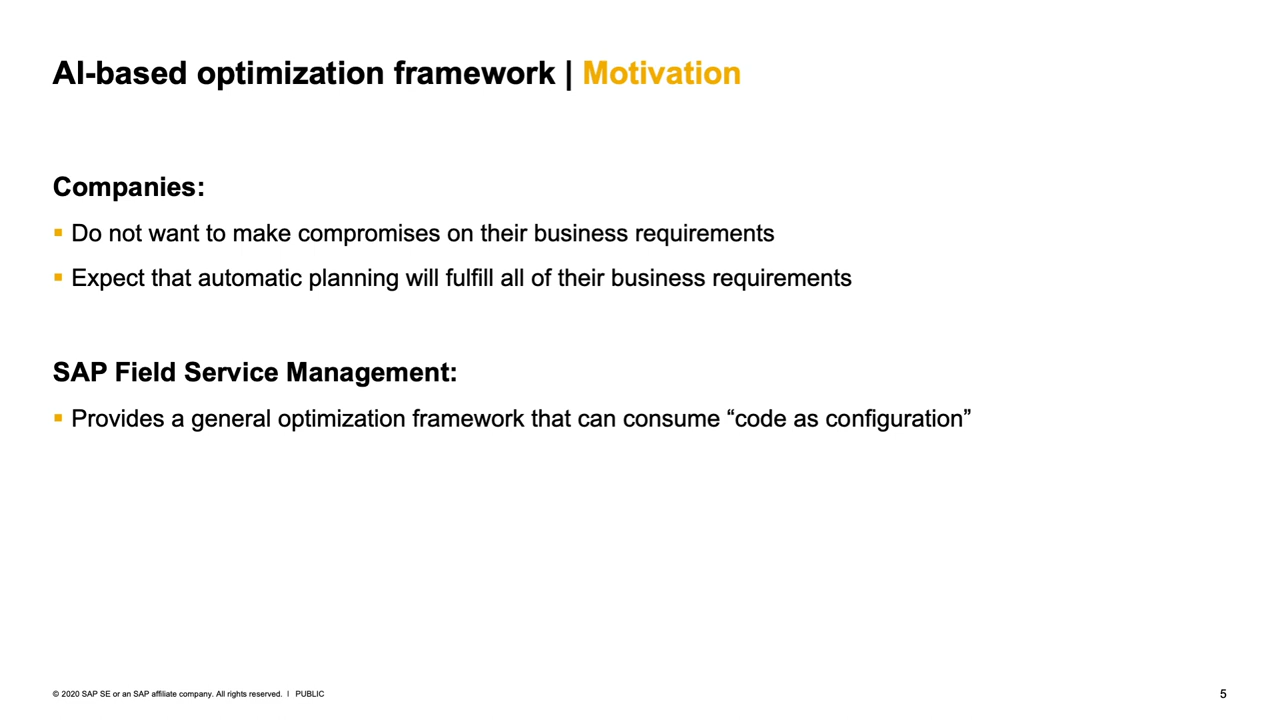 AI-based optimization framework | Motivation
Companies:
▪ Do not want to make compromises on their business requirements
▪ Expect that automatic planning will fulfill all of their business requirements
SAP Field Service Management:
▪ Provides a general optimization framework that can consume “code as configuration”
© 2020 SAP SE or an SAP affiliate company. All rights reserved. | PUBLIC
5